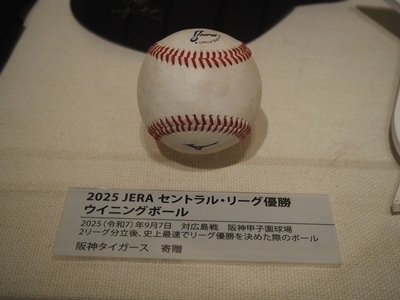 2025 JERA セントラル・リーグ優勝
ウイニングボール
2025(令和7)年9月7日 対広島戦 阪神甲子園球場
2リーグ分立後、史上最速でリーグ優勝を決めた際のボール
阪神タイガース 寄贈